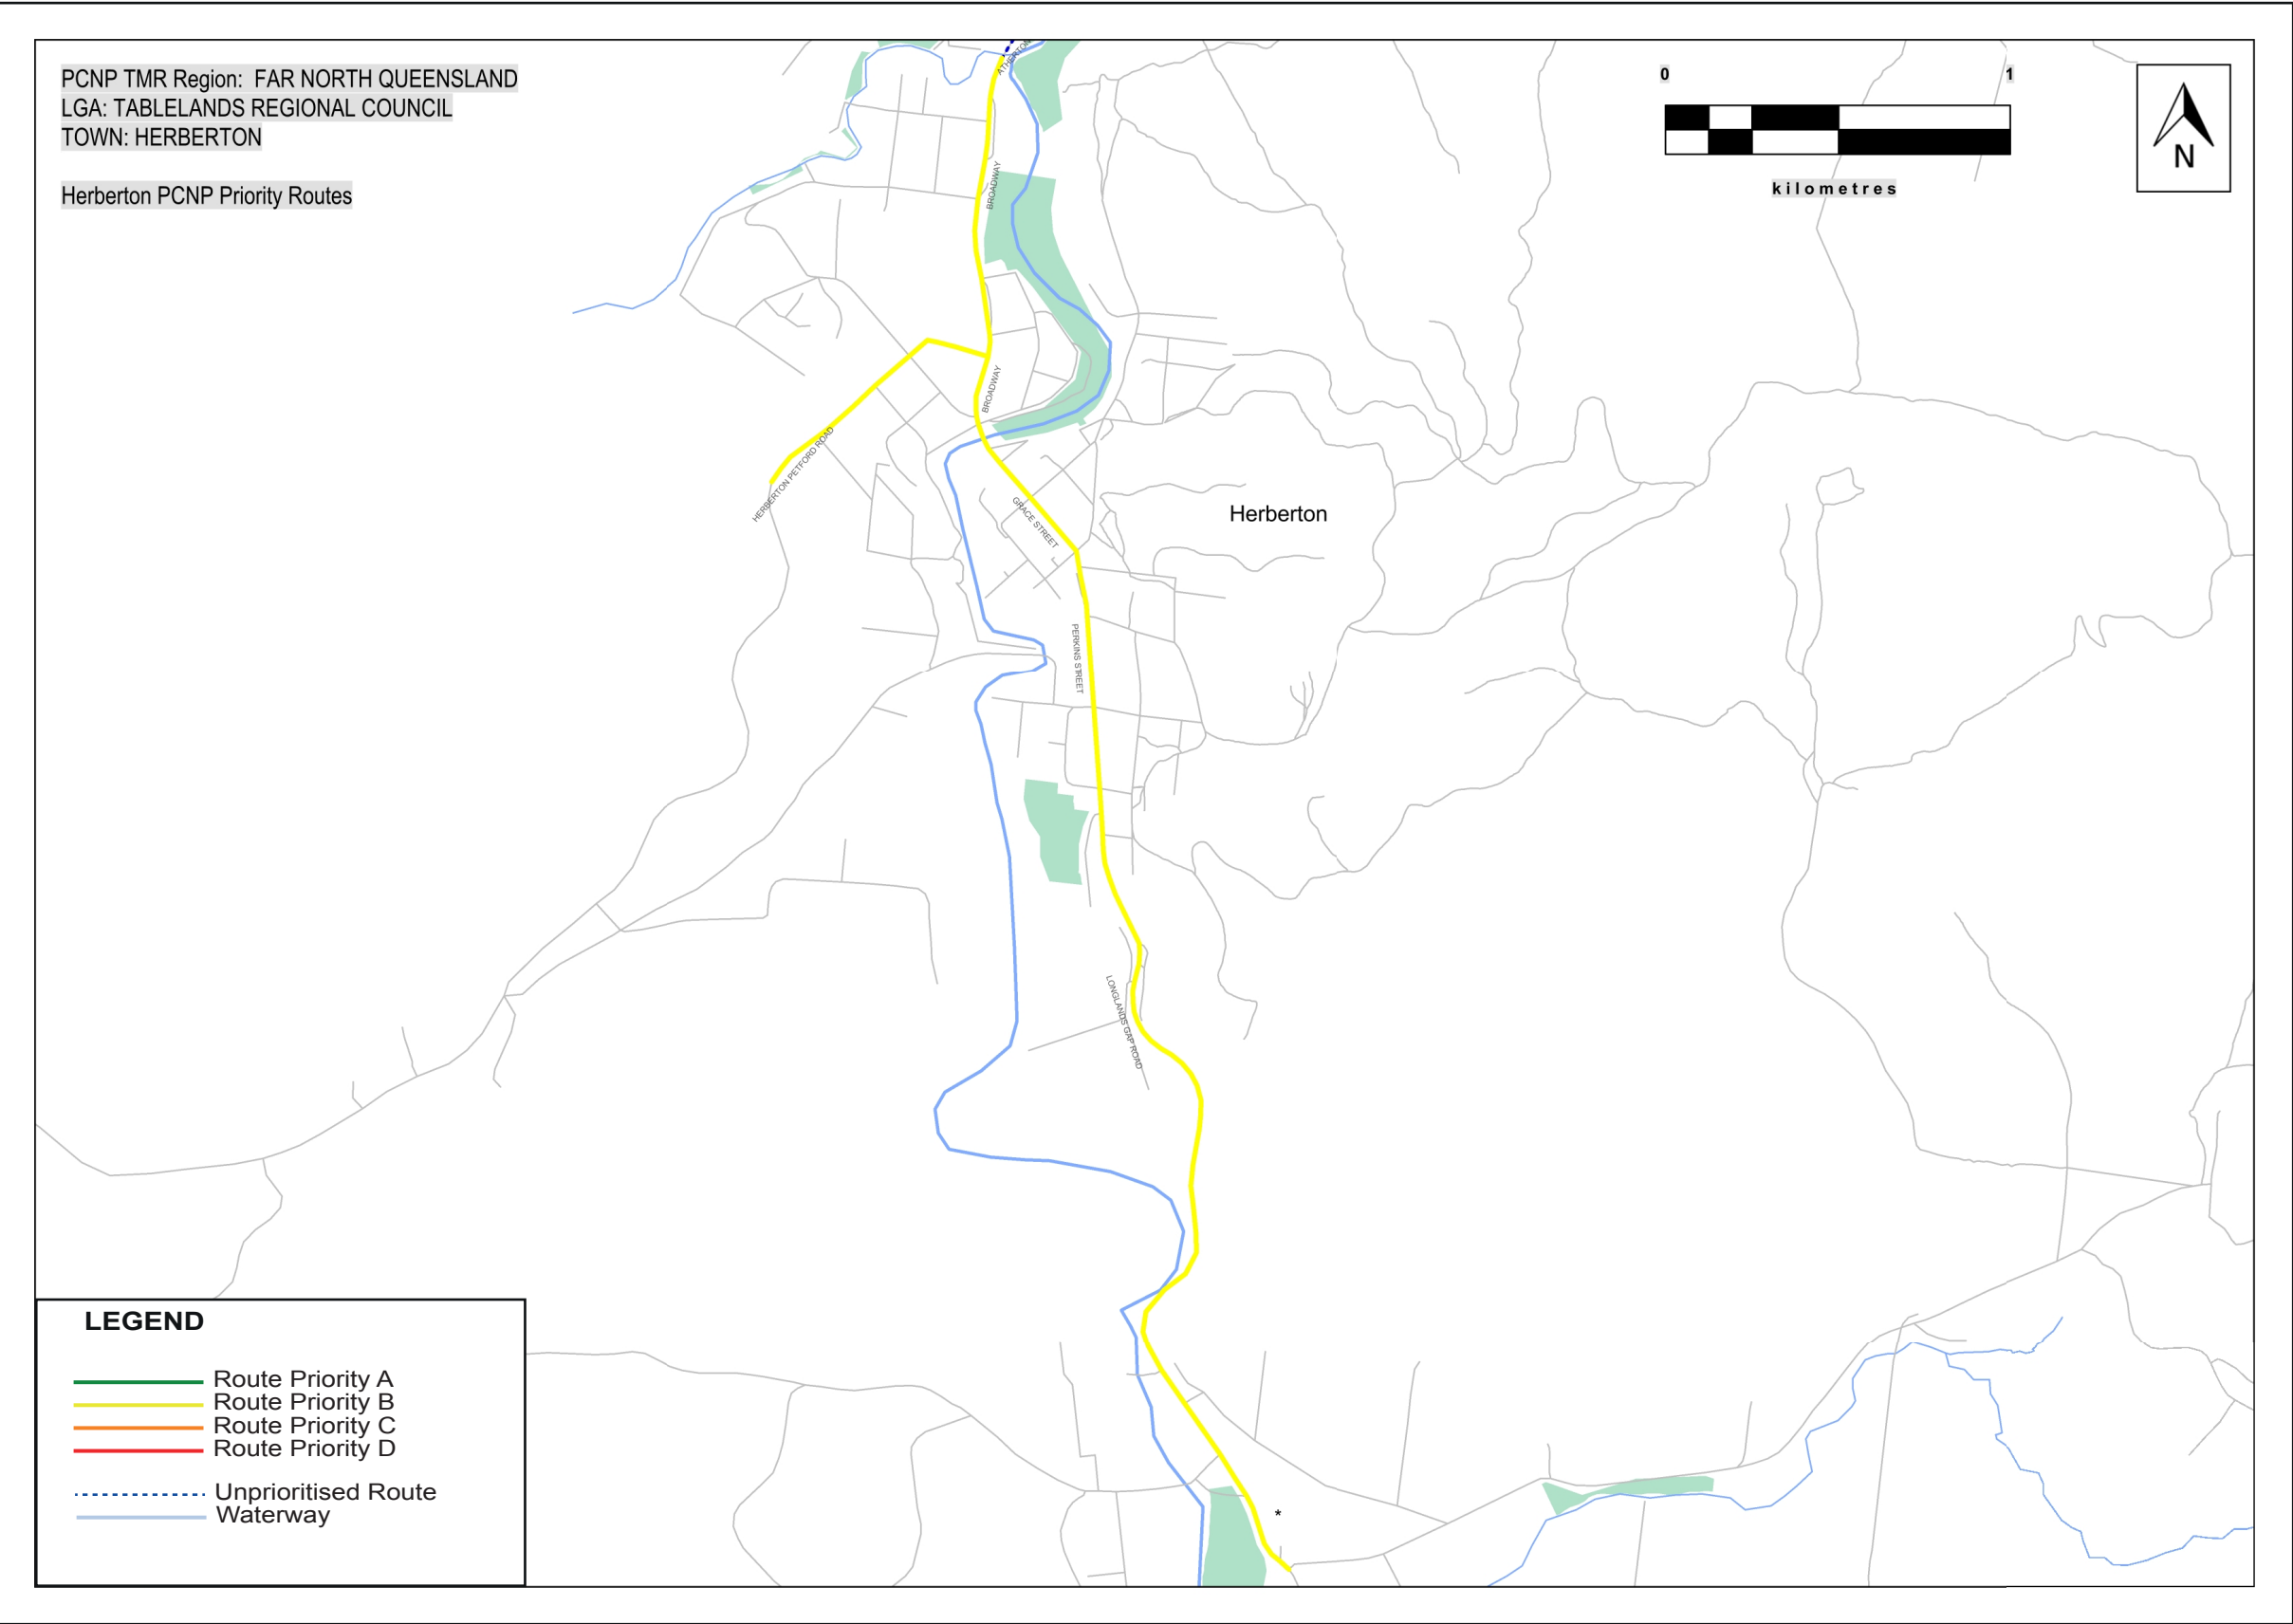 PCNP TMR Region: FAR NORTH QUEENSLAND
LGA: TABLELANDS REGIONAL COUNCIL
TOWN: HERBERTON
Herberton PCNP Priority Routes
0 1
kilometres
N
ATHERTON
BROADWAY
BROADWAY
HERBERTON PETFORD ROAD
GRACE STREET
Herberton
PERKINS STREET
LONGLANDS GAP ROAD
*
LEGEND
Route Priority A
Route Priority B
Route Priority C
Route Priority D
Unprioritised Route
Waterway